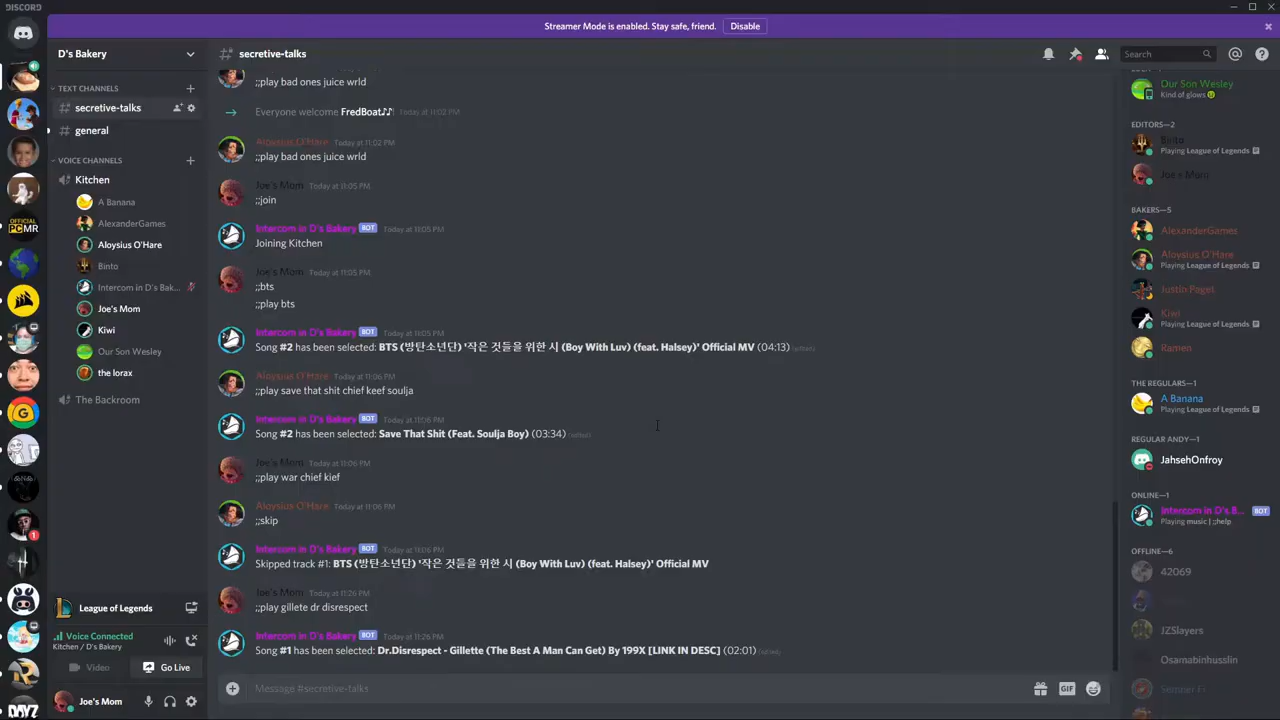 DISCORD
Streamer Mode is enabled. Stay safe, friend. Disable
D's Bakery
TEXT CHANNELS
secretive-talks
general
VOICE CHANNELS
Kitchen
A Banana
AlexanderGames
Aloysius O'Hare
Binto
Intercom in D's Bak...
Joe's Mom
Kiwi
Our Son Wesley
the lorax
The Backroom
League of Legends
Voice Connected
Kitchen / D's Bakery
Video
Go Live
Joe's Mom
OFFICIAL
PCMR
1
DAYZ
secretive-talks
Search
;;play bad ones juice wrld
Everyone welcome FredBoat♪♪! Today at 11:02 PM
Aloysius O'Hare Today at 11:02 PM
;;play bad ones juice wrld
Joe's Mom Today at 11:05 PM
;;join
Intercom in D's Bakery BOT Today at 11:05 PM
Joining Kitchen
Joe's Mom Today at 11:05 PM
;;bts
;;play bts
Intercom in D's Bakery BOT Today at 11:05 PM
Song #2 has been selected: BTS (방탄소년단) '작은 것들을 위한 시 (Boy With Luv) (feat. Halsey)' Official MV (04:13) (edited)
Aloysius O'Hare Today at 11:06 PM
;;play save that shit chief keef soulja
Intercom in D's Bakery BOT Today at 11:06 PM
Song #2 has been selected: Save That Shit (Feat. Soulja Boy) (03:34) (edited)
Joe's Mom Today at 11:06 PM
;;play war chief kief
Aloysius O'Hare Today at 11:06 PM
;;skip
Intercom in D's Bakery BOT Today at 11:06 PM
Skipped track #1: BTS (방탄소년단) '작은 것들을 위한 시 (Boy With Luv) (feat. Halsey)' Official MV
Joe's Mom Today at 11:26 PM
;;play gillete dr disrespect
Intercom in D's Bakery BOT Today at 11:26 PM
Song #1 has been selected: Dr.Disrespect - Gillette (The Best A Man Can Get) By 199X [LINK IN DESC] (02:01) (edited)
Message #secretive-talks
GIF
Our Son Wesley
Kind of glows
EDITORS—2
Binto
Playing League of Legends
Joe's Mom
BAKERS—5
AlexanderGames
Aloysius O'Hare
Playing League of Legends
Justin Paget
Kiwi
Playing League of Legends
Ramen
THE REGULARS—1
A Banana
Playing League of Legends
REGULAR ANDY—1
JahsehOnfroy
ONLINE—1
Intercom in D's B... BOT
Playing music | ;;help
OFFLINE—6
42069
JZSlayers
Osamabinhusslin
Semper Fi